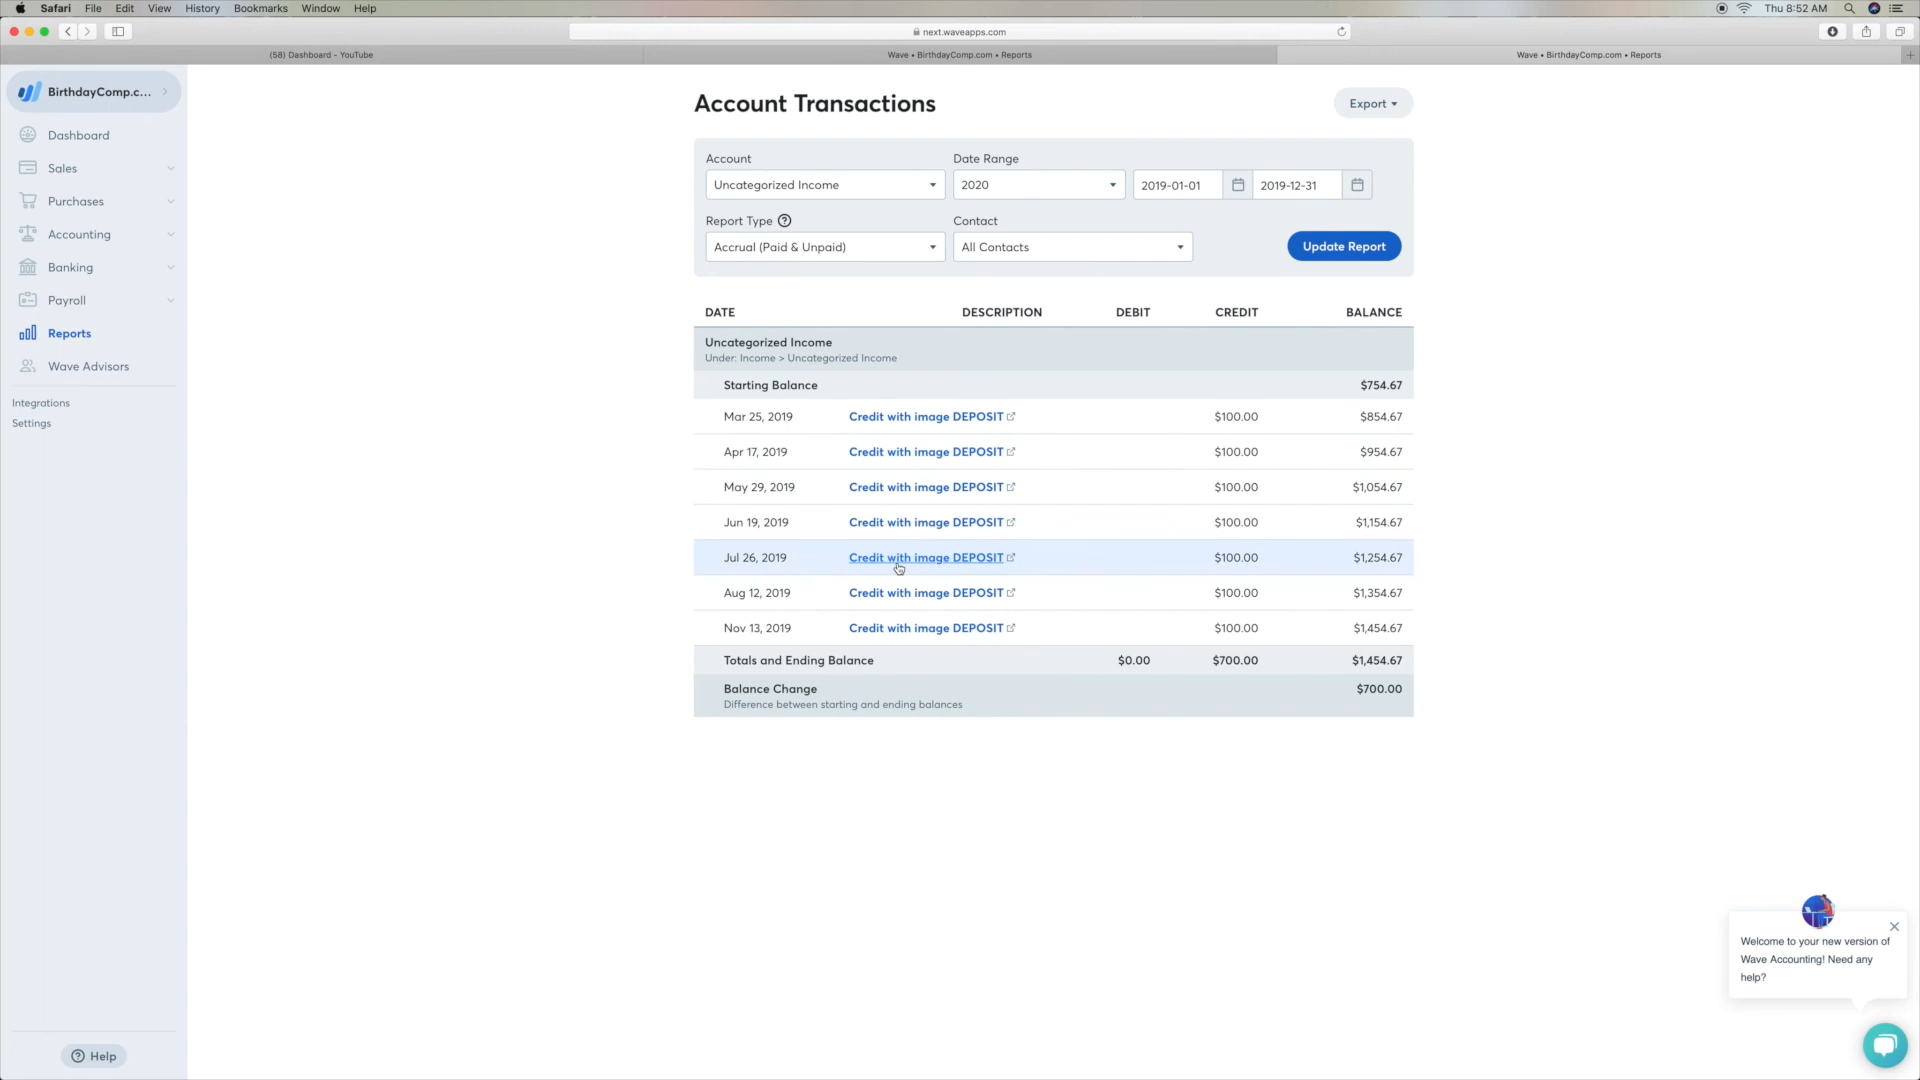 Safari File Edit View History Bookmarks Window Help Thu 8:52 AM
next.waveapps.com
(58) Dashboard - YouTube
Wave • BirthdayComp.com • Reports
Wave • BirthdayComp.com • Reports
BirthdayComp.c...
Dashboard
Sales
Purchases
Accounting
Banking
Payroll
Reports
Wave Advisors
Integrations
Settings
Help
Account Transactions
Export
Account
Date Range
Uncategorized Income
2020
2019-01-01
2019-12-31
Report Type
Contact
Accrual (Paid & Unpaid)
All Contacts
Update Report
DATE DESCRIPTION DEBIT CREDIT BALANCE
Uncategorized Income
Under: Income > Uncategorized Income
Starting Balance $754.67
Mar 25, 2019 Credit with image DEPOSIT $100.00 $854.67
Apr 17, 2019 Credit with image DEPOSIT $100.00 $954.67
May 29, 2019 Credit with image DEPOSIT $100.00 $1,054.67
Jun 19, 2019 Credit with image DEPOSIT $100.00 $1,154.67
Jul 26, 2019 Credit with image DEPOSIT $100.00 $1,254.67
Aug 12, 2019 Credit with image DEPOSIT $100.00 $1,354.67
Nov 13, 2019 Credit with image DEPOSIT $100.00 $1,454.67
Totals and Ending Balance $0.00 $700.00 $1,454.67
Balance Change $700.00
Difference between starting and ending balances
Welcome to your new version of
Wave Accounting! Need any
help?